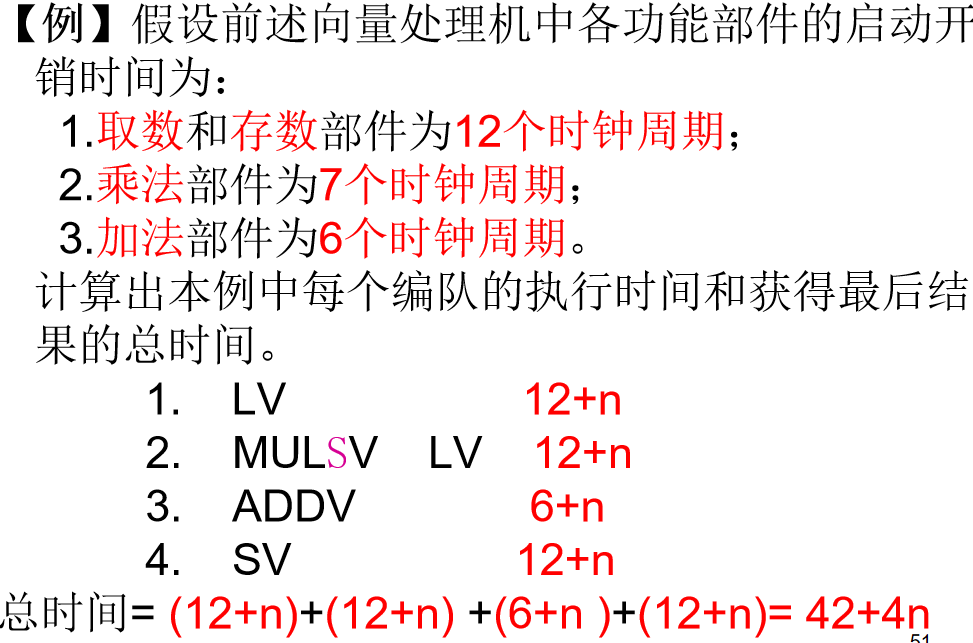 【例】假设前述向量处理机中各功能部件的启动开
销时间为：
1.取数和存数部件为12个时钟周期；
2.乘法部件为7个时钟周期；
3.加法部件为6个时钟周期。
计算出本例中每个编队的执行时间和获得最后结
果的总时间。
1. LV 12+n
2. MULSV LV 12+n
3. ADDV 6+n
4. SV 12+n
总时间= (12+n)+(12+n) +(6+n )+(12+n)= 42+4n
51